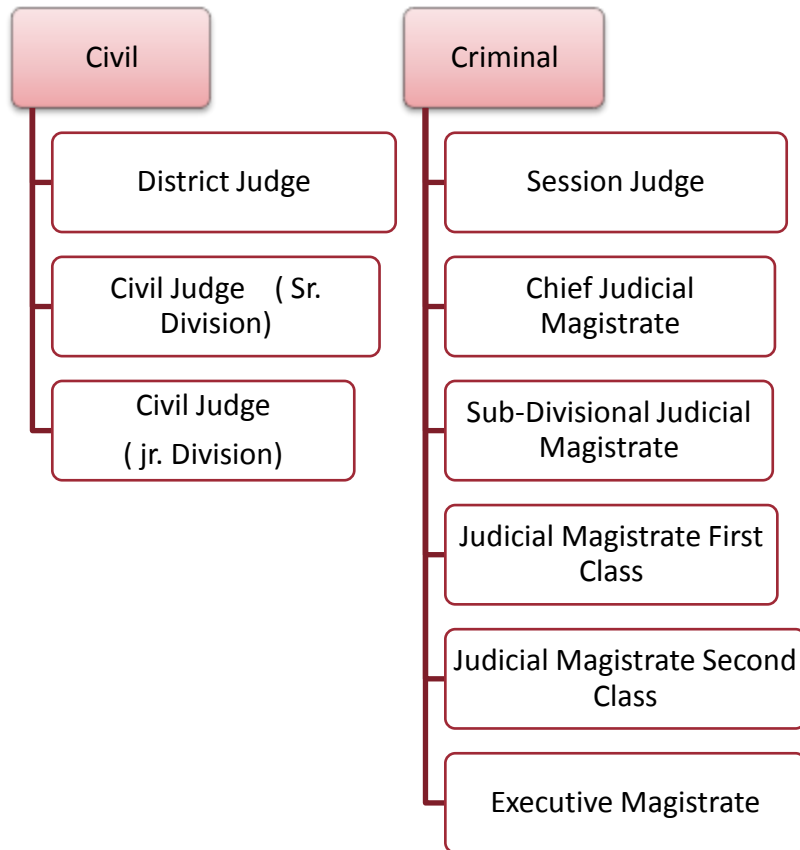 Civil
District Judge
Civil Judge ( Sr.
Division)
Civil Judge
( jr. Division)
Criminal
Session Judge
Chief Judicial
Magistrate
Sub-Divisional Judicial
Magistrate
Judicial Magistrate First
Class
Judicial Magistrate Second
Class
Executive Magistrate